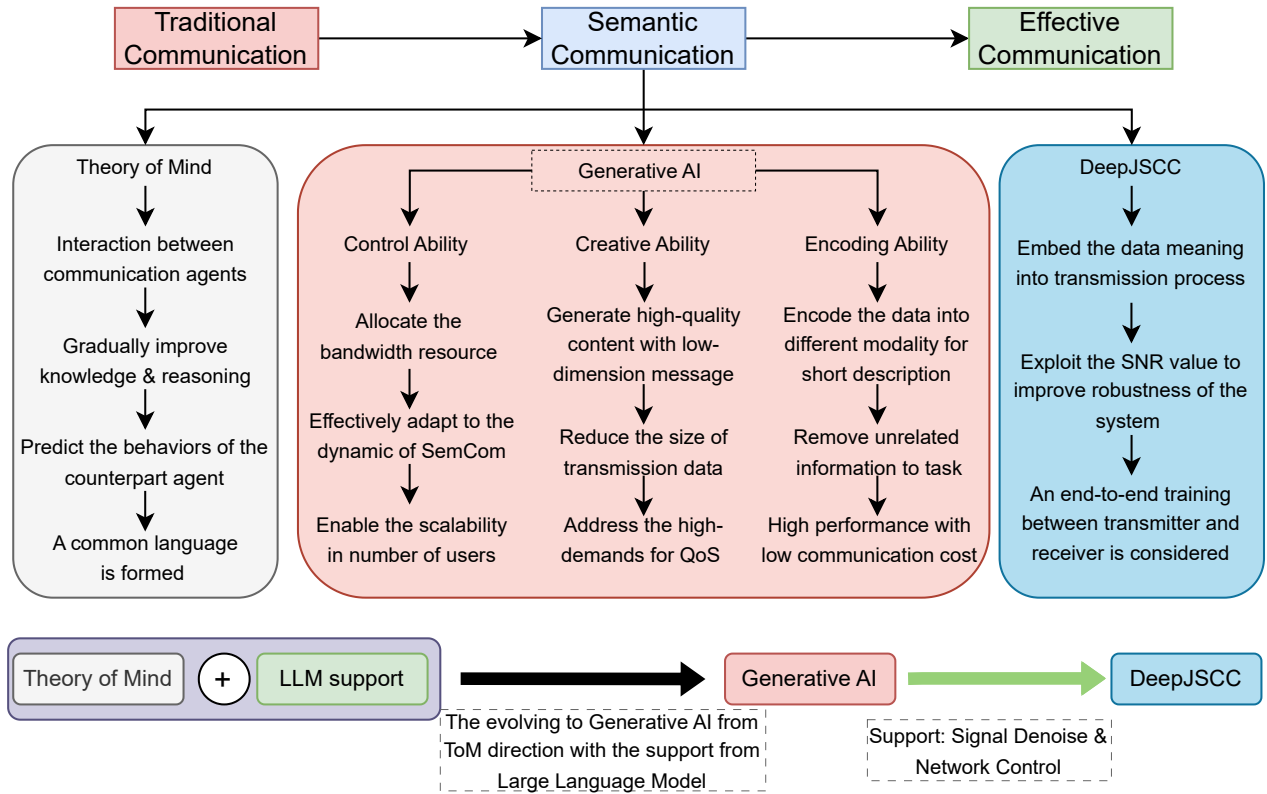 Traditional
Communication
Semantic
Communication
Effective
Communication
Theory of Mind
Interaction between
communication agents
Gradually improve
knowledge & reasoning
Predict the behaviors of the
counterpart agent
A common language
is formed
Generative AI
Control Ability
Allocate the
bandwidth resource
Effectively adapt to the
dynamic of SemCom
Enable the scalability
in number of users
Creative Ability
Generate high-quality
content with low-
dimension message
Reduce the size of
transmission data
Address the high-
demands for QoS
Encoding Ability
Encode the data into
different modality for
short description
Remove unrelated
information to task
High performance with
low communication cost
DeepJSCC
Embed the data meaning
into transmission process
Exploit the SNR value to
improve robustness of the
system
An end-to-end training
between transmitter and
receiver is considered
Theory of Mind
+
LLM support
The evolving to Generative AI from
ToM direction with the support from
Large Language Model
Generative AI
Support: Signal Denoise &
Network Control
DeepJSCC